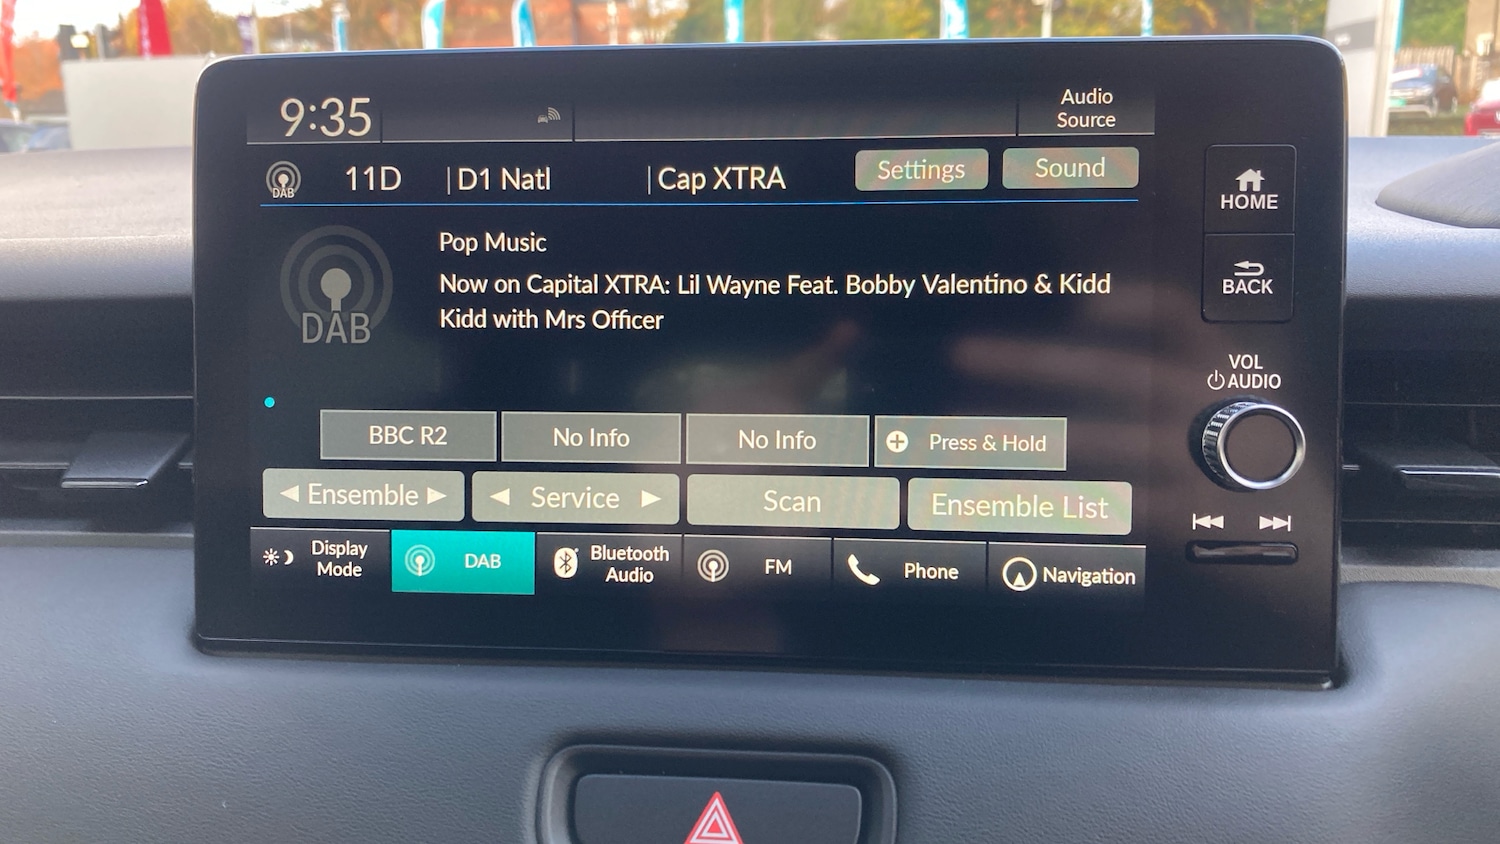 9:35
Audio
Source
DAB 11D | D1 Natl | Cap XTRA Settings Sound
Pop Music
Now on Capital XTRA: Lil Wayne Feat. Bobby Valentino & Kidd
Kidd with Mrs Officer
DAB
BBC R2 No Info No Info Press & Hold
Ensemble Service Scan Ensemble List
Display
Mode
DAB
Bluetooth
Audio
FM
Phone
Navigation
HOME
BACK
VOL
AUDIO